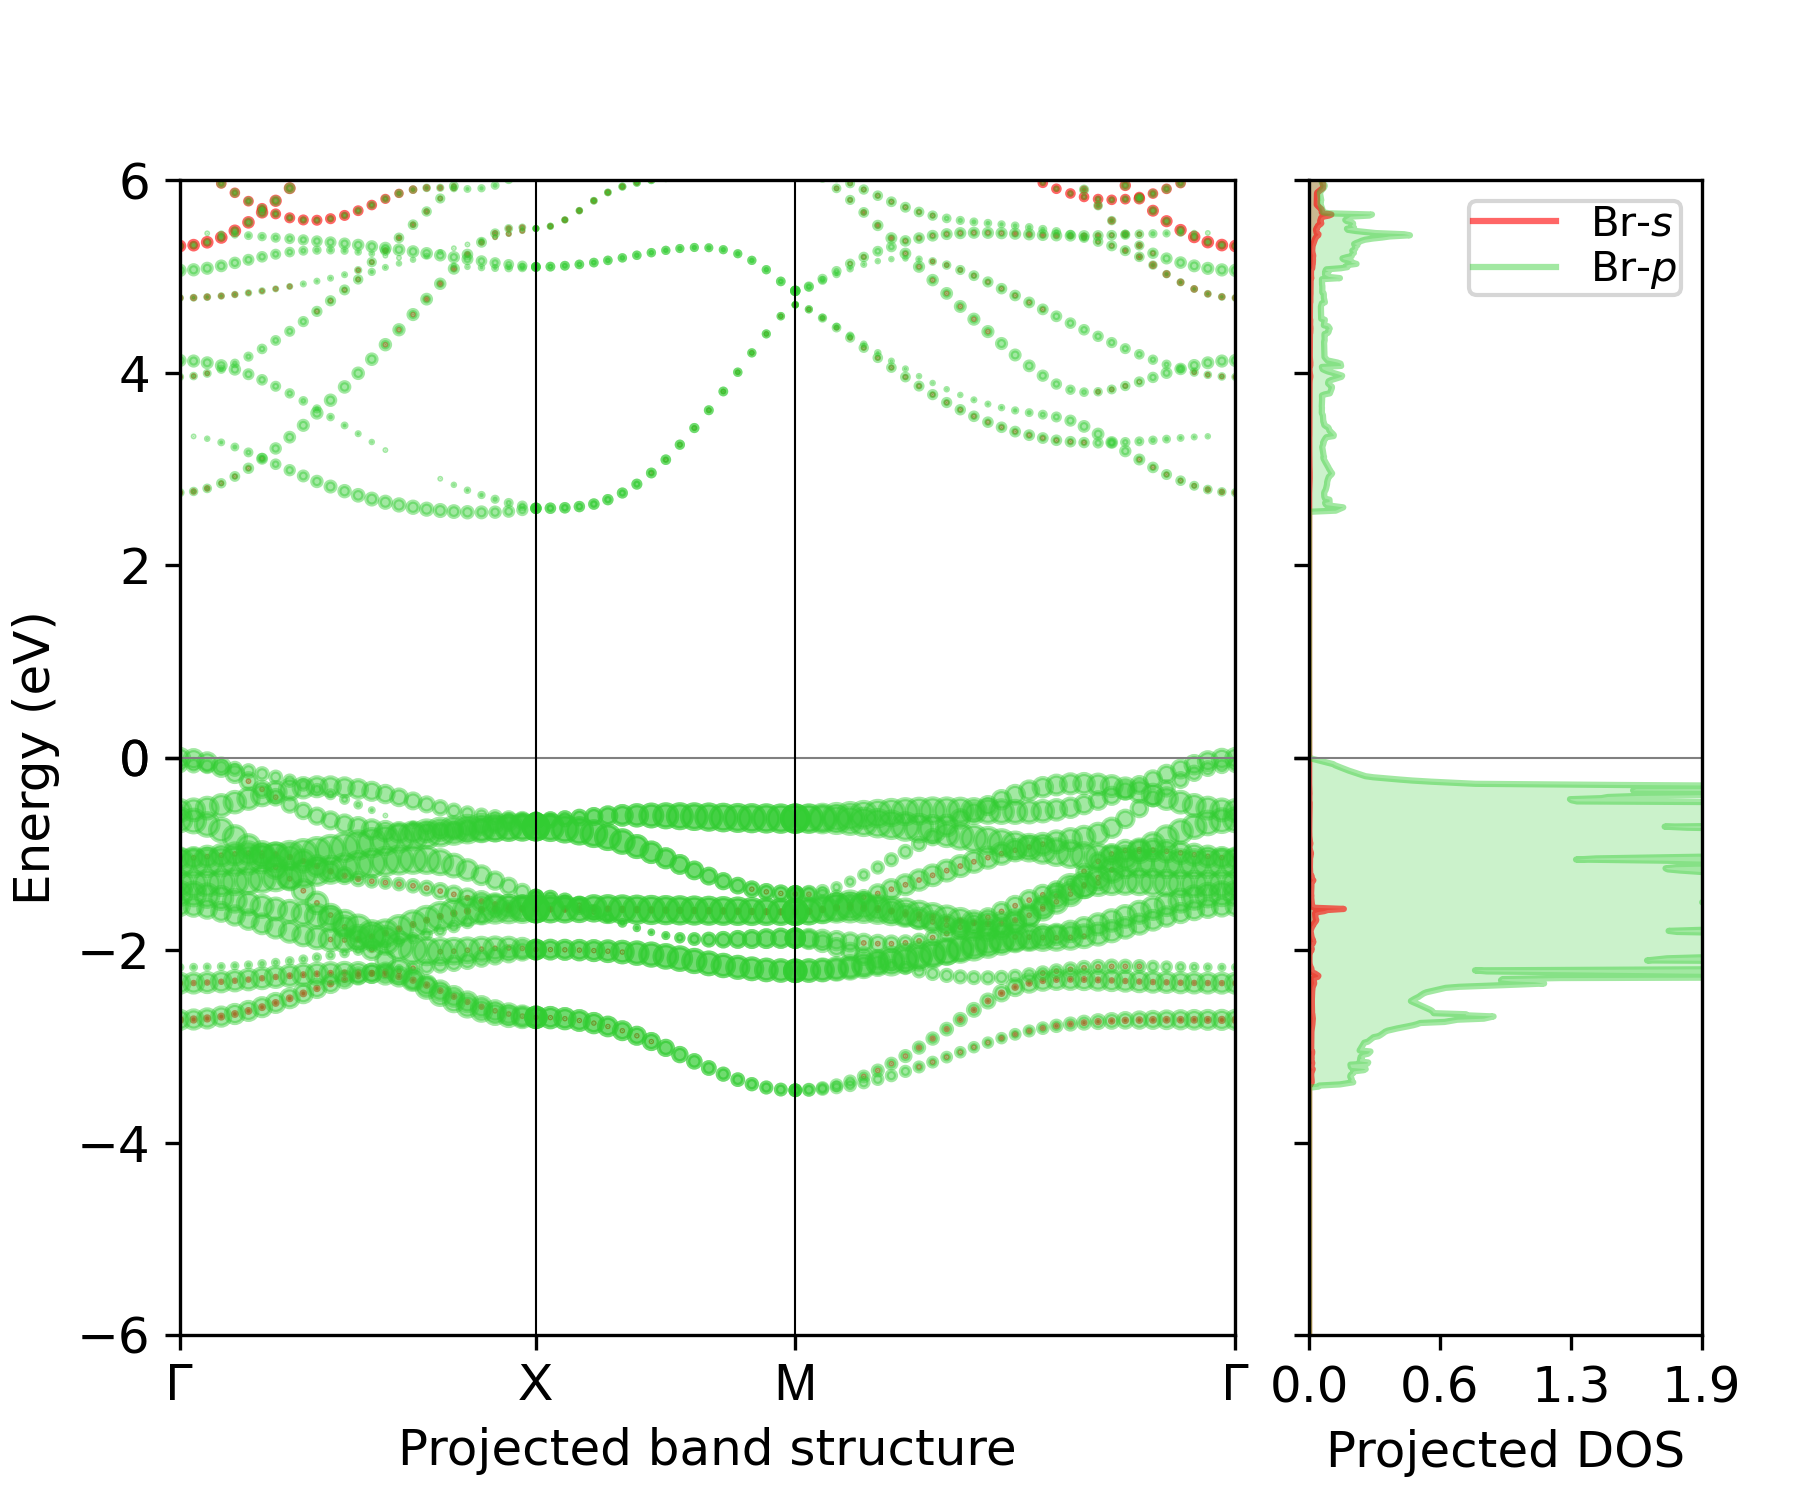 6
4
2
0
−2
−4
−6
Energy (eV)
Γ X M Γ
Projected band structure
Br-s
Br-p
0.0 0.6 1.3 1.9
Projected DOS